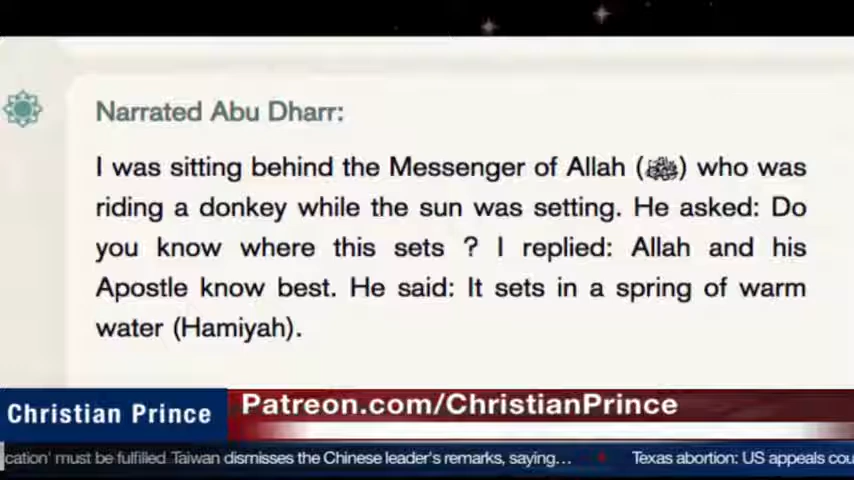 Narrated Abu Dharr:
I was sitting behind the Messenger of Allah (ﷺ) who was
riding a donkey while the sun was setting. He asked: Do
you know where this sets ? I replied: Allah and his
Apostle know best. He said: It sets in a spring of warm
water (Hamiyah).
Christian Prince
Patreon.com/ChristianPrince
cation' must be fulfilled Taiwan dismisses the Chinese leader's remarks, saying... Texas abortion: US appeals cou